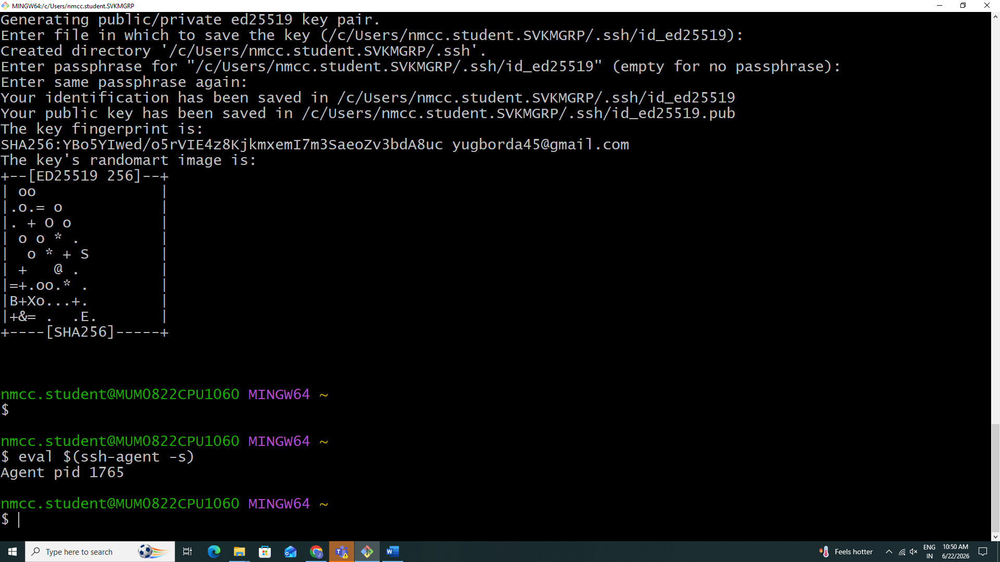 MINGW64:/c/Users/nmcc.student.SVKMGRP
Generating public/private ed25519 key pair.
Enter file in which to save the key (/c/Users/nmcc.student.SVKMGRP/.ssh/id_ed25519):
Created directory '/c/Users/nmcc.student.SVKMGRP/.ssh'.
Enter passphrase for "/c/Users/nmcc.student.SVKMGRP/.ssh/id_ed25519" (empty for no passphrase):
Enter same passphrase again:
Your identification has been saved in /c/Users/nmcc.student.SVKMGRP/.ssh/id_ed25519
Your public key has been saved in /c/Users/nmcc.student.SVKMGRP/.ssh/id_ed25519.pub
The key fingerprint is:
SHA256:YBo5YIwed/o5rVIE4z8KjkmxemI7m3SaeoZv3bdA8uc yugborda45@gmail.com
The key's randomart image is:
+--[ED25519 256]--+
| oo              |
|.o.= o           |
|. + O o          |
| o o * .         |
|  o * + S        |
| +   @ .         |
|=+.oo.* .        |
|B+Xo...+.        |
|+&= .  .E.       |
+----[SHA256]-----+
nmcc.student@MUM0822CPU1060 MINGW64 ~
$
nmcc.student@MUM0822CPU1060 MINGW64 ~
$ eval $(ssh-agent -s)
Agent pid 1765
nmcc.student@MUM0822CPU1060 MINGW64 ~
$
Type here to search
Feels hotter
ENG
IN
10:50 AM
6/22/2026